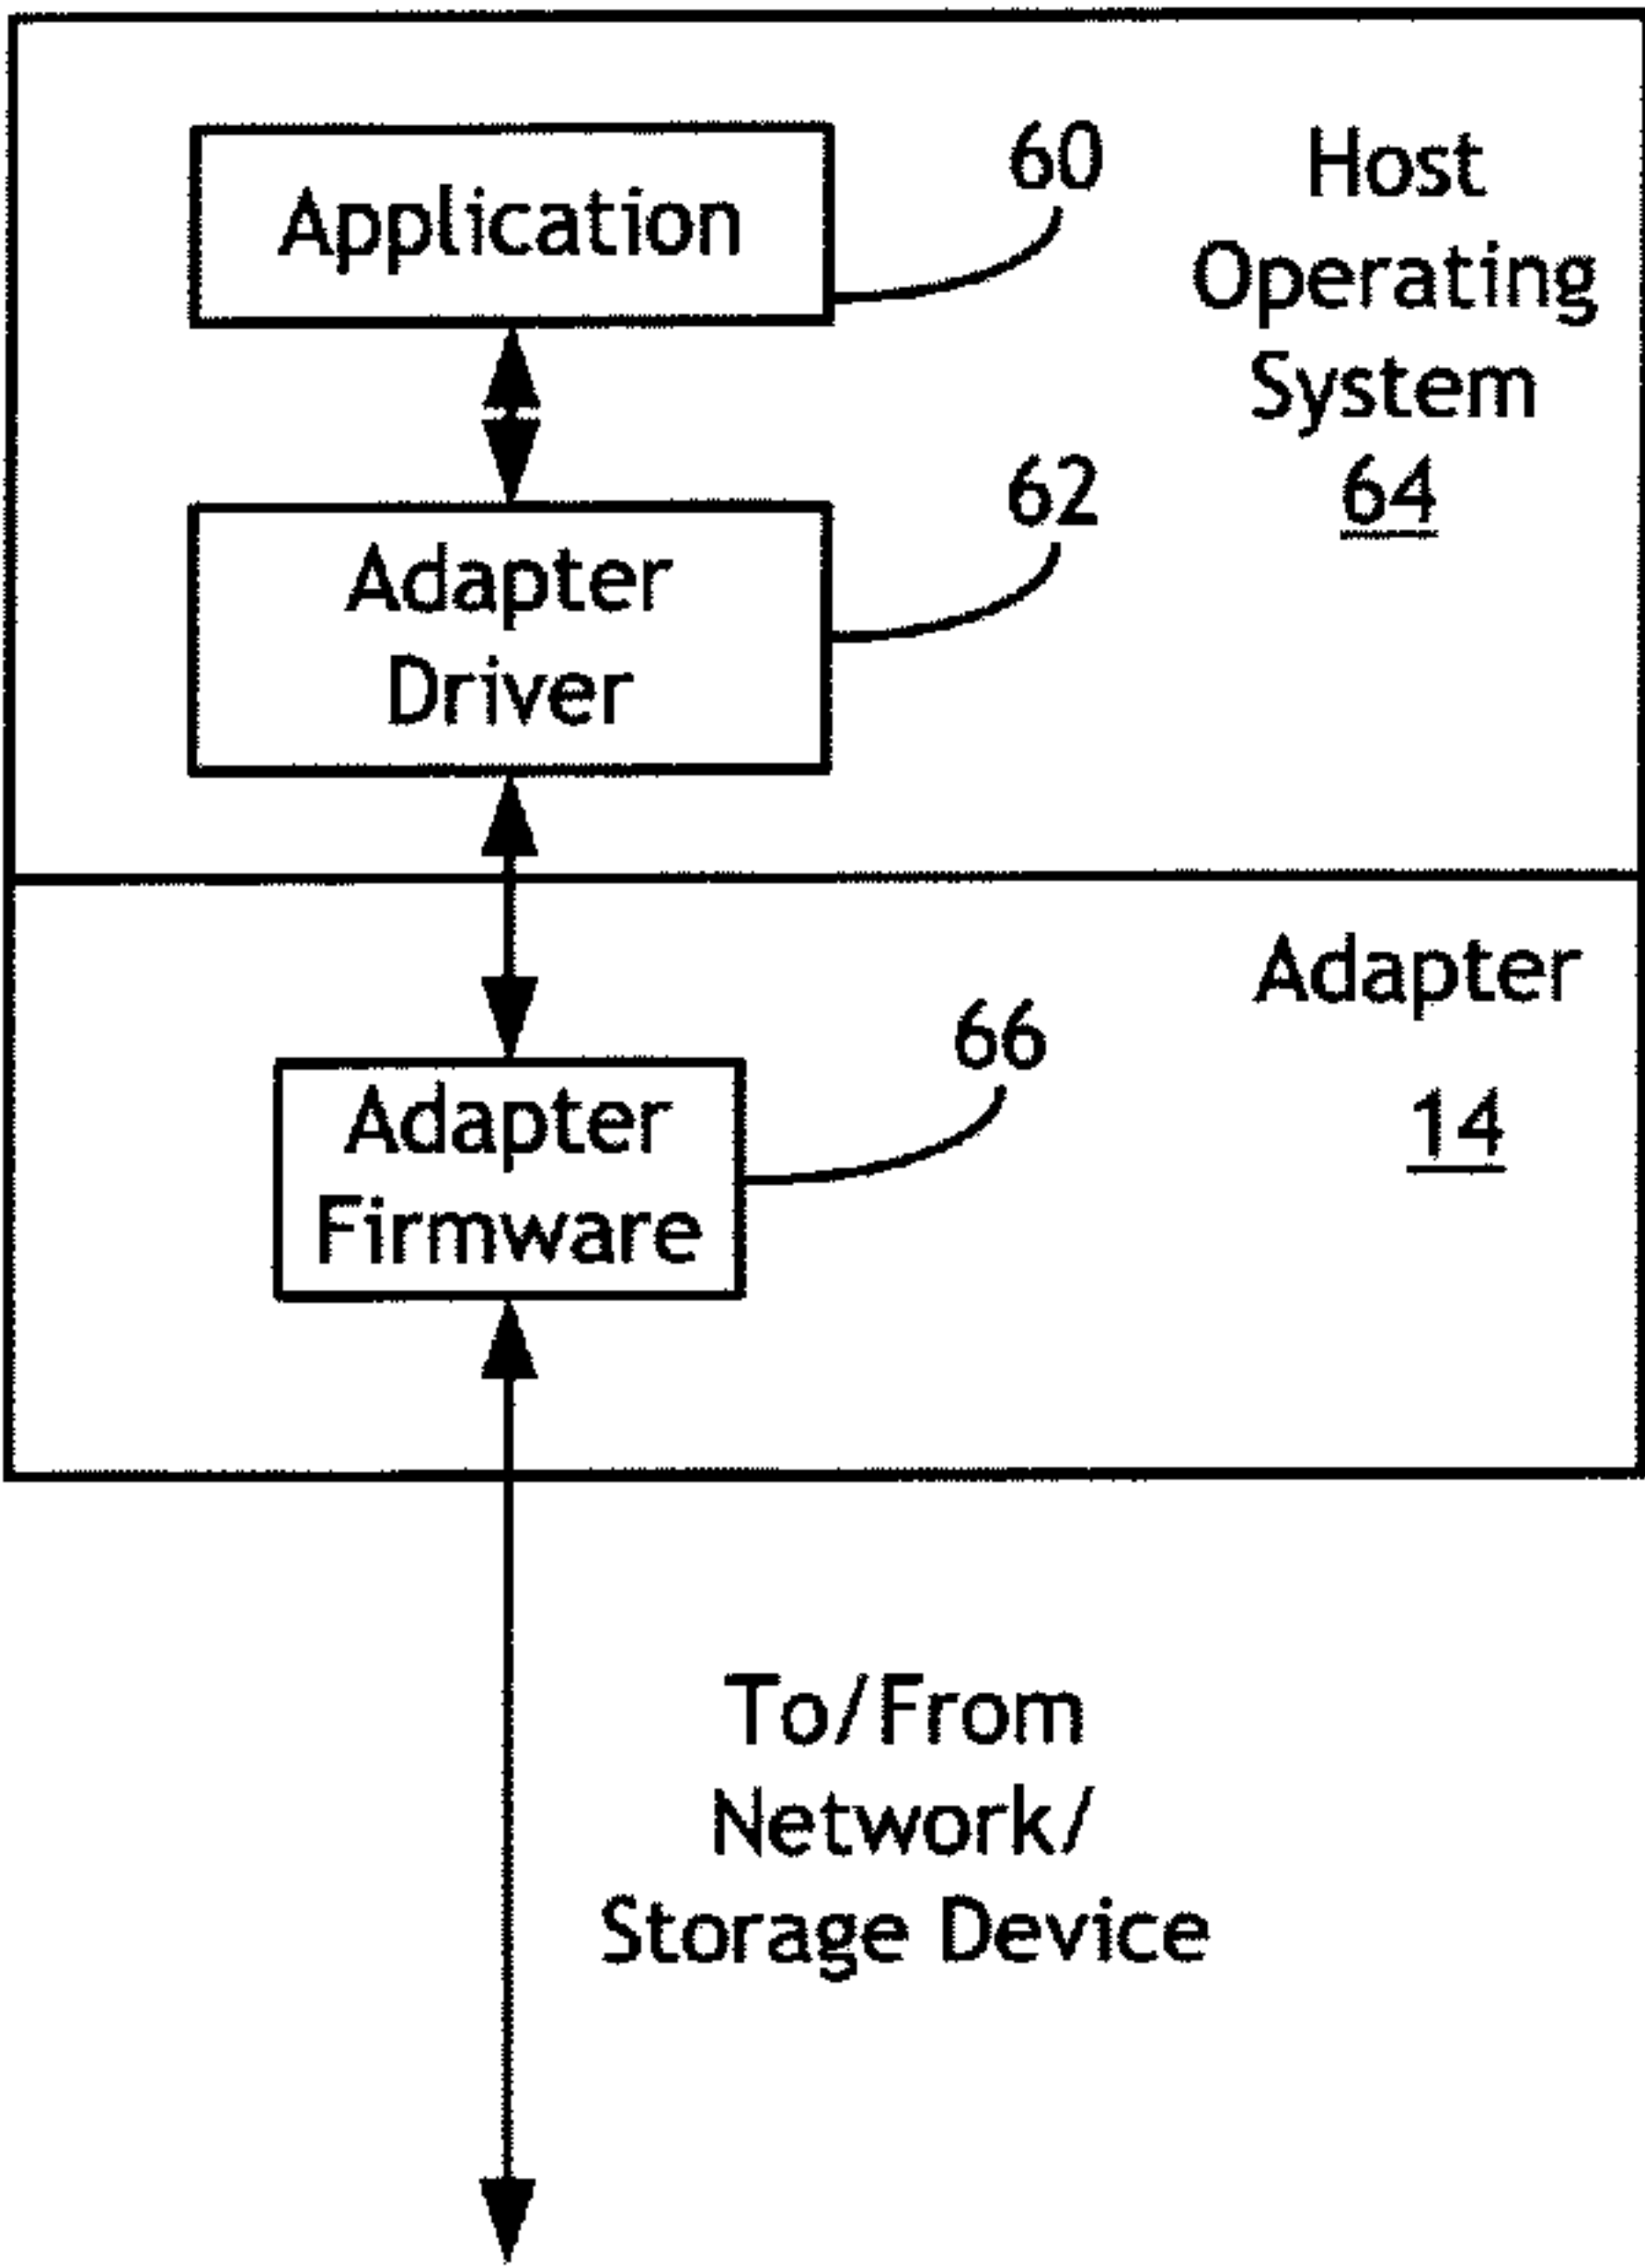 Application
60
Host
Operating
System
64
Adapter
Driver
62
Adapter
14
Adapter
Firmware
66
To/From
Network/
Storage Device